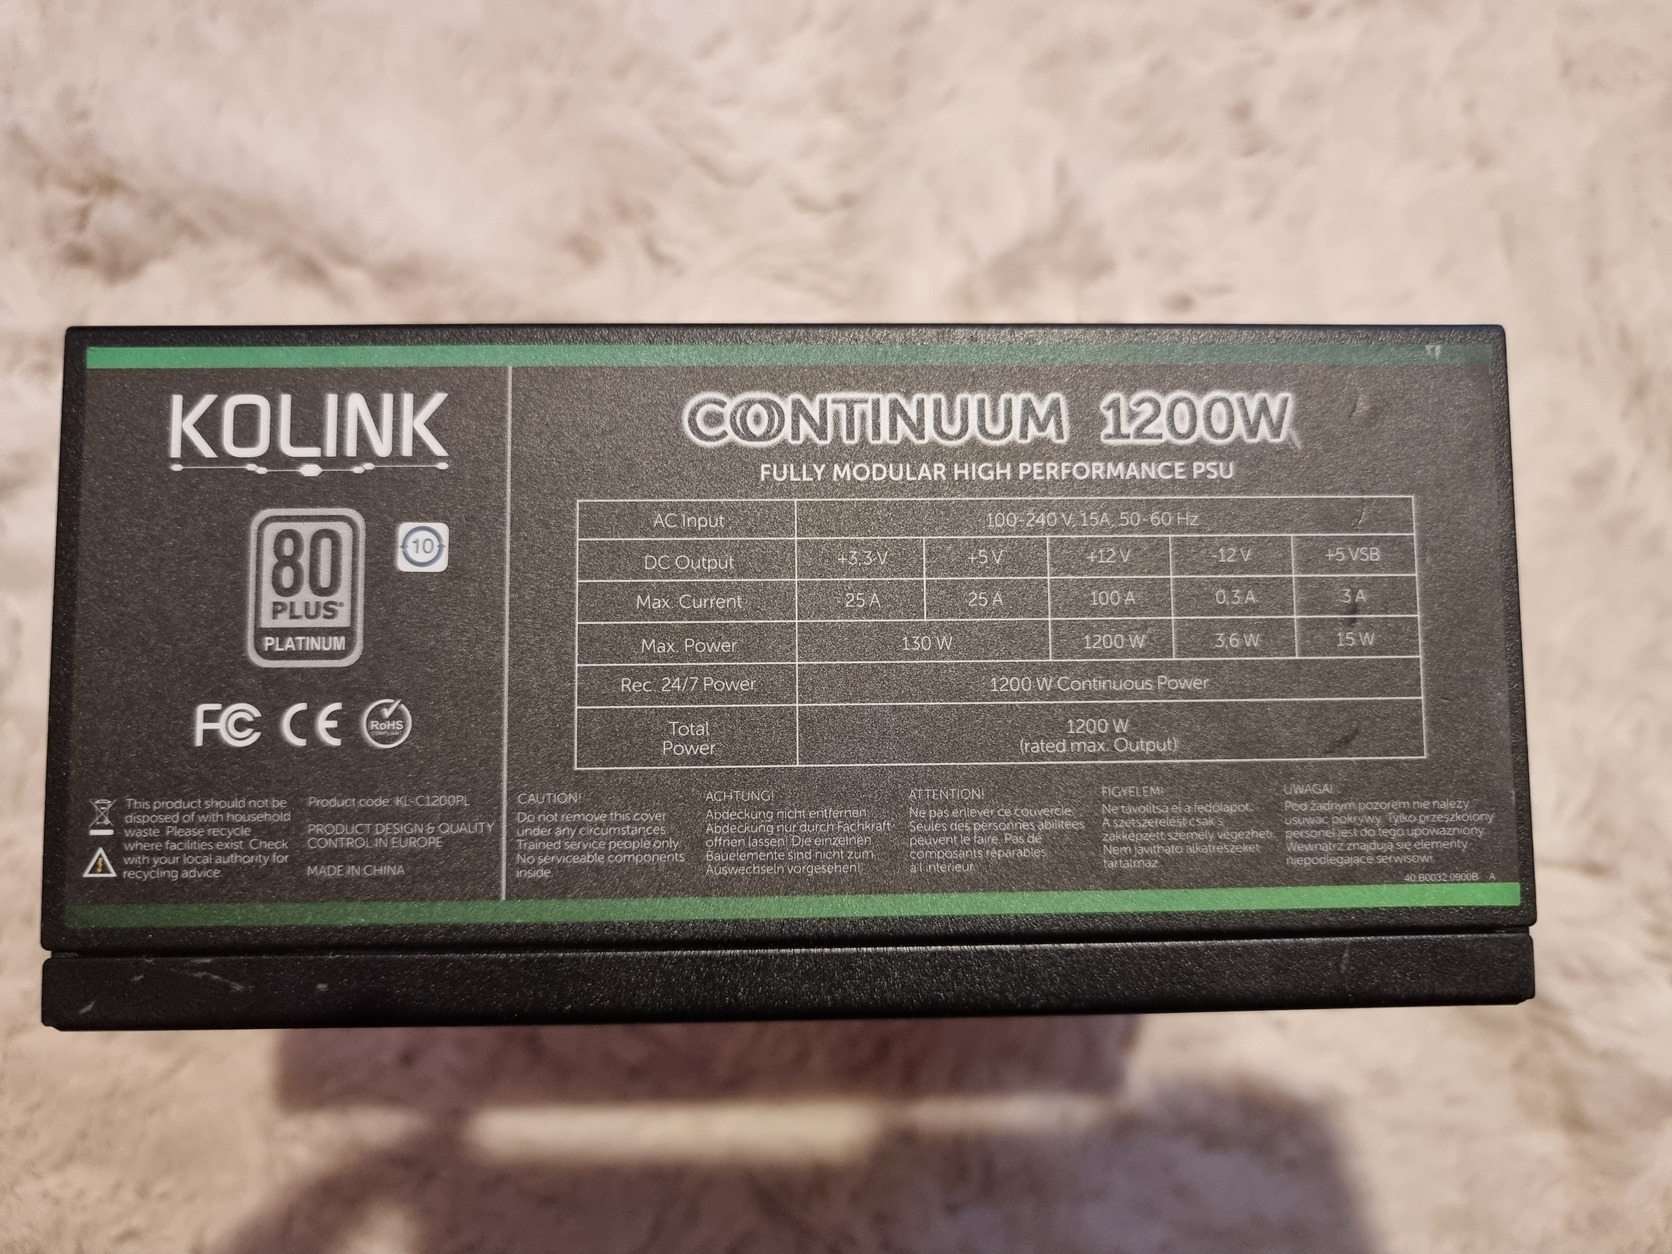 KOLINK
80
PLUS®
PLATINUM
10
FC CE RoHS
COMPLIANT
This product should not be
disposed of with household
waste. Please recycle
where facilities exist. Check
with your local authority for
recycling advice.
Product code: KL-C1200PL
PRODUCT DESIGN & QUALITY
CONTROL IN EUROPE
MADE IN CHINA
CONTINUUM 1200W
FULLY MODULAR HIGH PERFORMANCE PSU
AC Input 100-240 V, 15A, 50-60 Hz
DC Output +3.3 V +5 V +12 V -12 V +5 VSB
Max. Current 25 A 25 A 100 A 0,3 A 3 A
Max. Power 130 W 1200 W 3,6 W 15 W
Rec. 24/7 Power 1200 W Continuous Power
Total
Power
1200 W
(rated max. Output)
CAUTION!
Do not remove this cover
under any circumstances.
Trained service people only.
No serviceable components
inside.
ACHTUNG!
Abdeckung nicht entfernen.
Abdeckung nur durch Fachkraft
öffnen lassen! Die einzelnen
Bauelemente sind nicht zum
Auswechseln vorgesehen!
ATTENTION!
Ne pas enlever ce couvercle.
Seules des personnes abilitées
peuvent le faire. Pas de
composants réparables
à l'intérieur.
FIGYELEM!
Ne távolítsa el a fedőlapot.
A szétszerelést csak s
zakképzett személy végezheti.
Nem javítható alkatrészeket
tartalmaz.
UWAGA!
Pod żadnym pozorem nie należy
usuwać pokrywy. Tylko przeszkolony
personel jest do tego upoważniony.
Wewnątrz znajdują się elementy
niepodlegające serwisowi.
40 B0032 0900B A